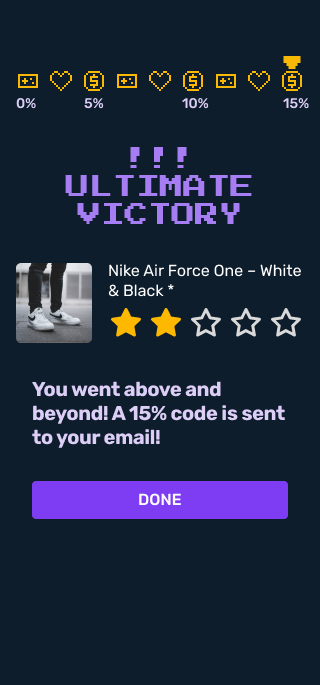 0% 5% 10% 15%
!!!
ULTIMATE
VICTORY
Nike Air Force One – White
& Black *
You went above and
beyond! A 15% code is sent
to your email!
DONE